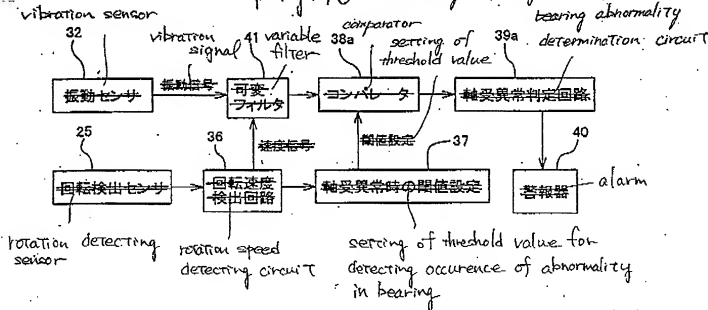 vibration sensor
32
vibration
signal
41 variable
filter
comparator
38a
setting of
threshold value
39a
bearing abnormality
determination circuit
振動センサ
振動信号
可変
フィルタ
コンパレータ
軸受異常判定回路
25
36
速度信号
閾値設定
37
40
回転検出センサ
回転速度
検出回路
軸受異常時の閾値設定
警報器
alarm
rotation detecting
sensor
rotation speed
detecting circuit
setting of threshold value for
detecting occurence of abnormality
in bearing